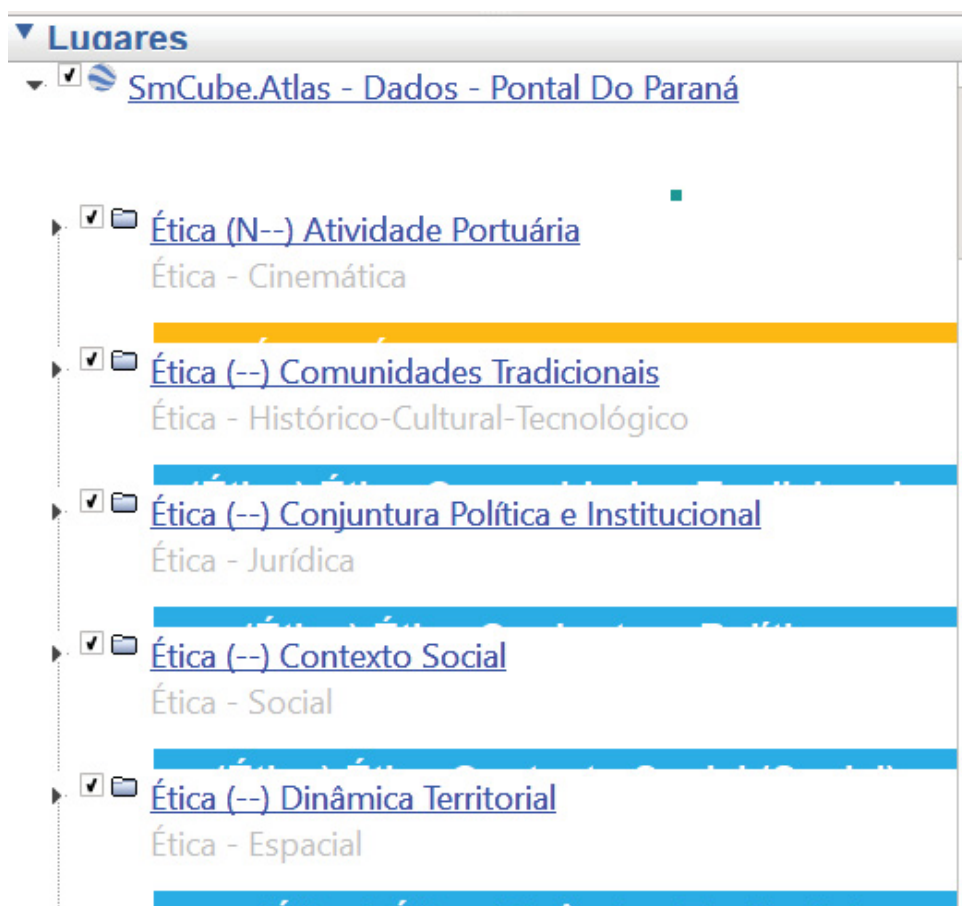 Lugares
SmCube.Atlas - Dados - Pontal Do Paraná
Ética (N--) Atividade Portuária
Ética - Cinemática
Ética (--) Comunidades Tradicionais
Ética - Histórico-Cultural-Tecnológico
Ética (--) Conjuntura Política e Institucional
Ética - Jurídica
Ética (--) Contexto Social
Ética - Social
Ética (--) Dinâmica Territorial
Ética - Espacial